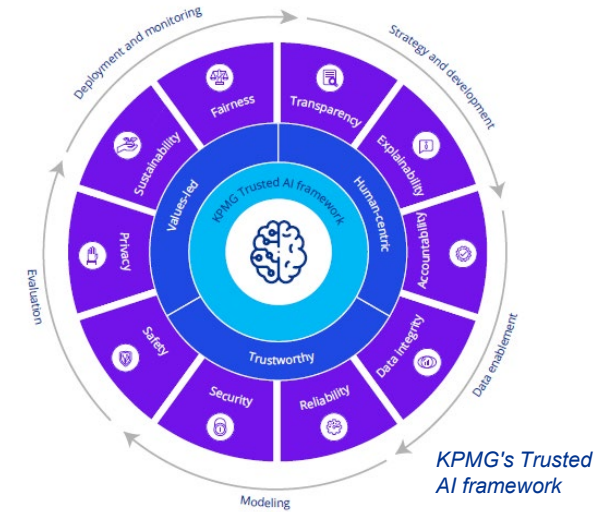 Deployment and monitoring
Strategy and development
Data enablement
Modeling
Evaluation
Fairness
Transparency
Explainability
Accountability
Data integrity
Reliability
Security
Safety
Privacy
Sustainability
Values-led
Human-centric
Trustworthy
KPMG Trusted AI framework
KPMG's Trusted
AI framework